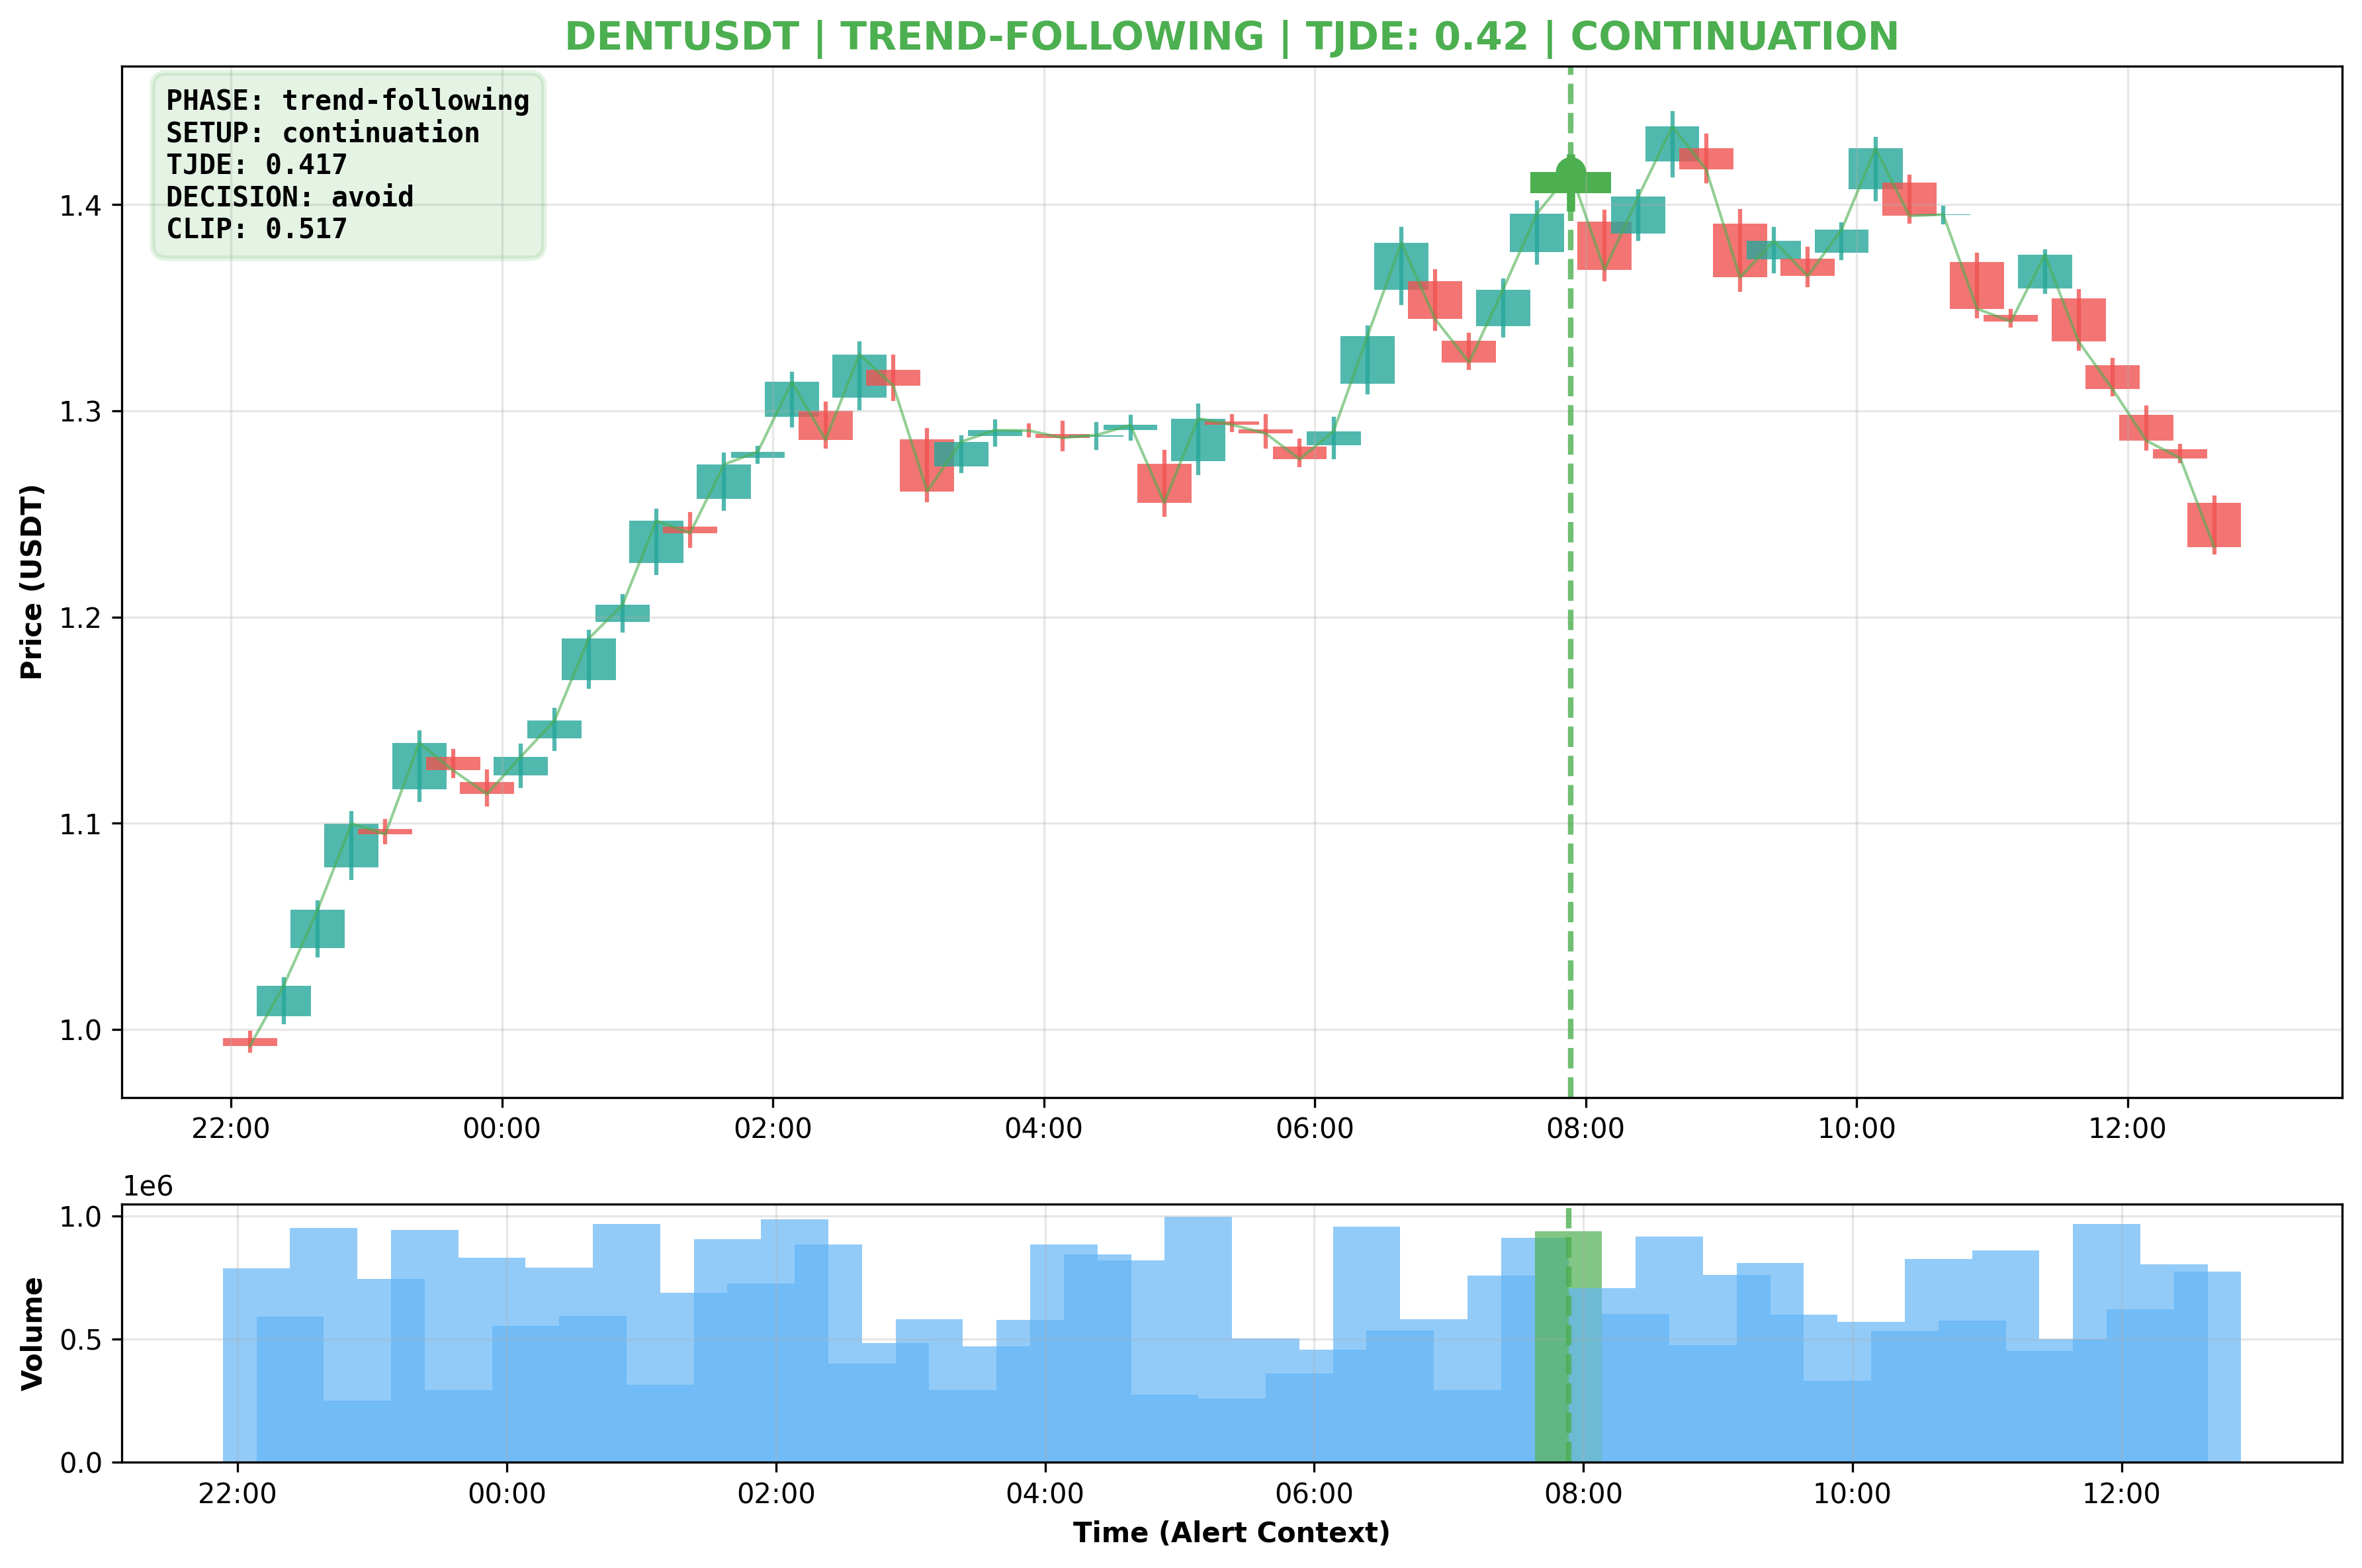 DENTUSDT | TREND-FOLLOWING | TJDE: 0.42 | CONTINUATION
PHASE: trend-following
SETUP: continuation
TJDE: 0.417
DECISION: avoid
CLIP: 0.517
Price (USDT)
1.4
1.3
1.2
1.1
1.0
22:00 00:00 02:00 04:00 06:00 08:00 10:00 12:00
1e6
Volume
1.0
0.5
0.0
22:00 00:00 02:00 04:00 06:00 08:00 10:00 12:00
Time (Alert Context)